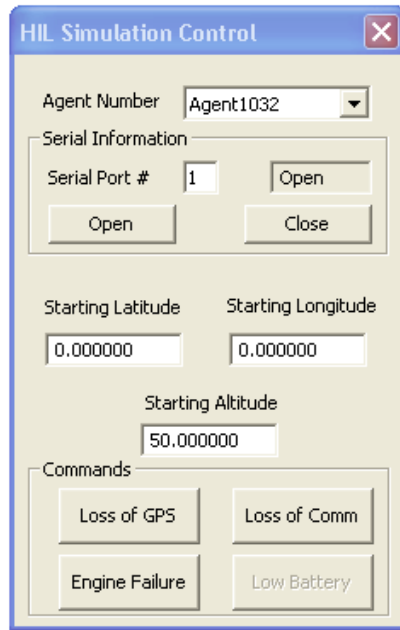 HIL Simulation Control
Agent Number Agent1032
Serial Information
Serial Port # 1 Open
Open Close
Starting Latitude Starting Longitude
0.000000 0.000000
Starting Altitude
50.000000
Commands
Loss of GPS Loss of Comm
Engine Failure Low Battery